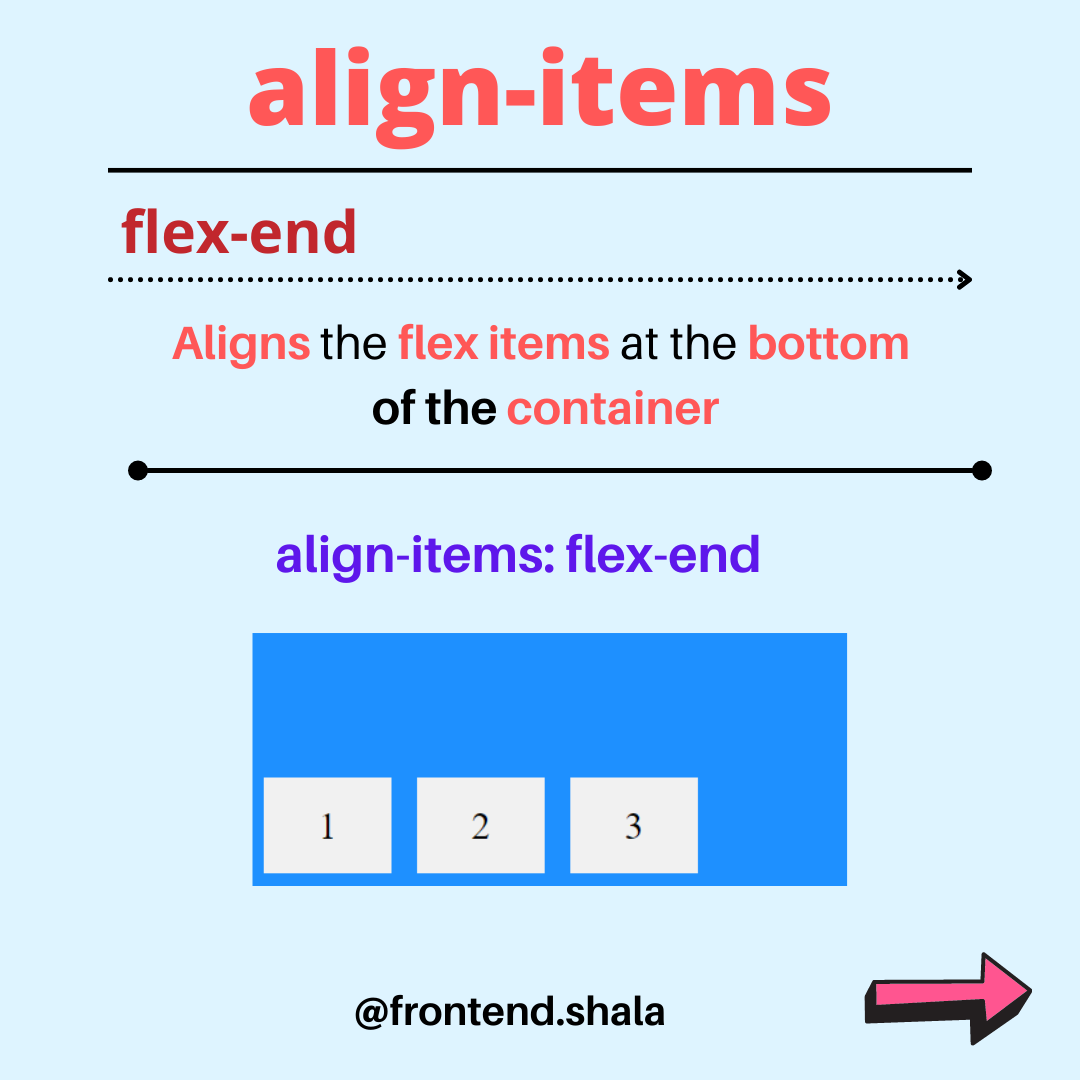 align-items
flex-end
Aligns the flex items at the bottom
of the container
align-items: flex-end
1 2 3
@frontend.shala